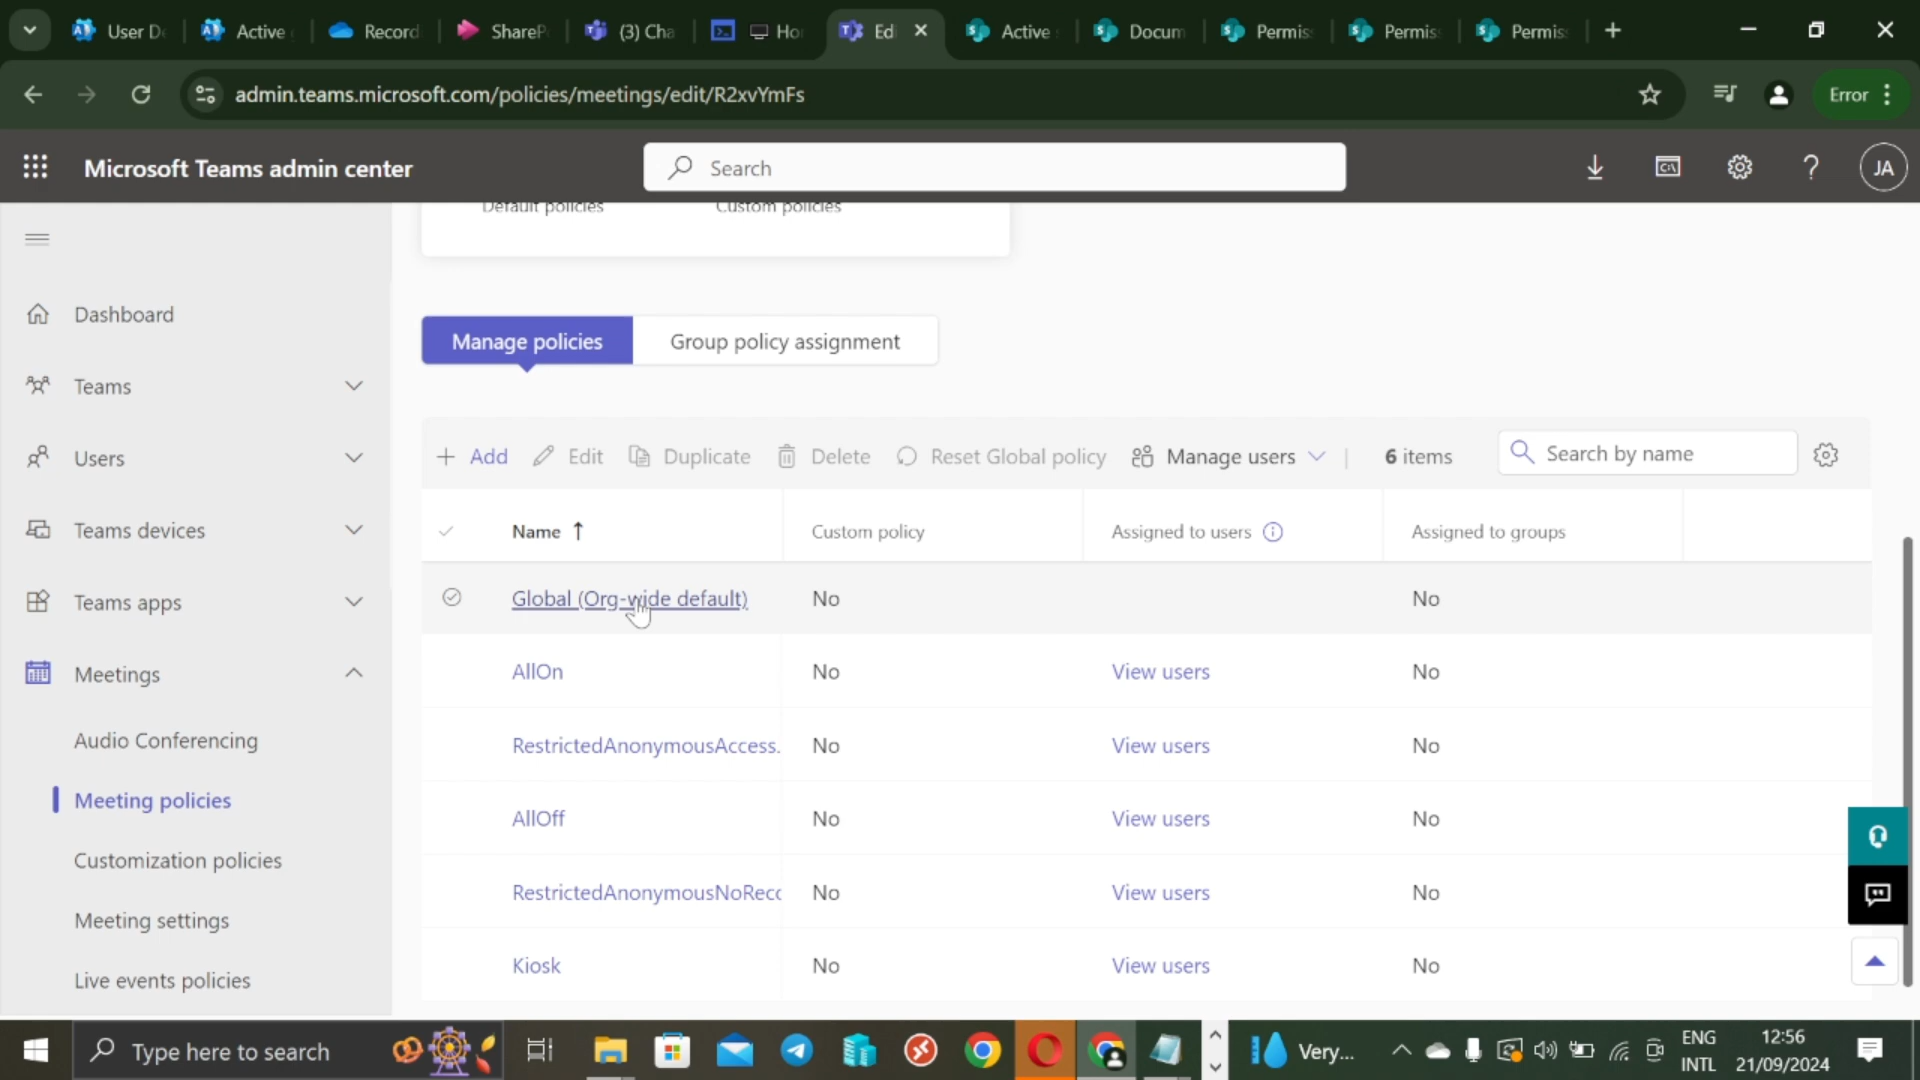 User De
Active
Record
ShareP
(3) Cha
Ho
Edi
Active
Docum
Permis
Permis
Permis
admin.teams.microsoft.com/policies/meetings/edit/R2xvYmFs
Error
Microsoft Teams admin center
Search
JA
Default policies
Custom policies
Dashboard
Teams
Users
Teams devices
Teams apps
Meetings
Audio Conferencing
Meeting policies
Customization policies
Meeting settings
Live events policies
Manage policies
Group policy assignment
Add
Edit
Duplicate
Delete
Reset Global policy
Manage users
6 items
Search by name
Name ↑ Custom policy Assigned to users Assigned to groups
Global (Org-wide default) No No
AllOn No View users No
RestrictedAnonymousAccess. No View users No
AllOff No View users No
RestrictedAnonymousNoRecc No View users No
Kiosk No View users No
Type here to search
Very...
ENG
INTL
12:56
21/09/2024